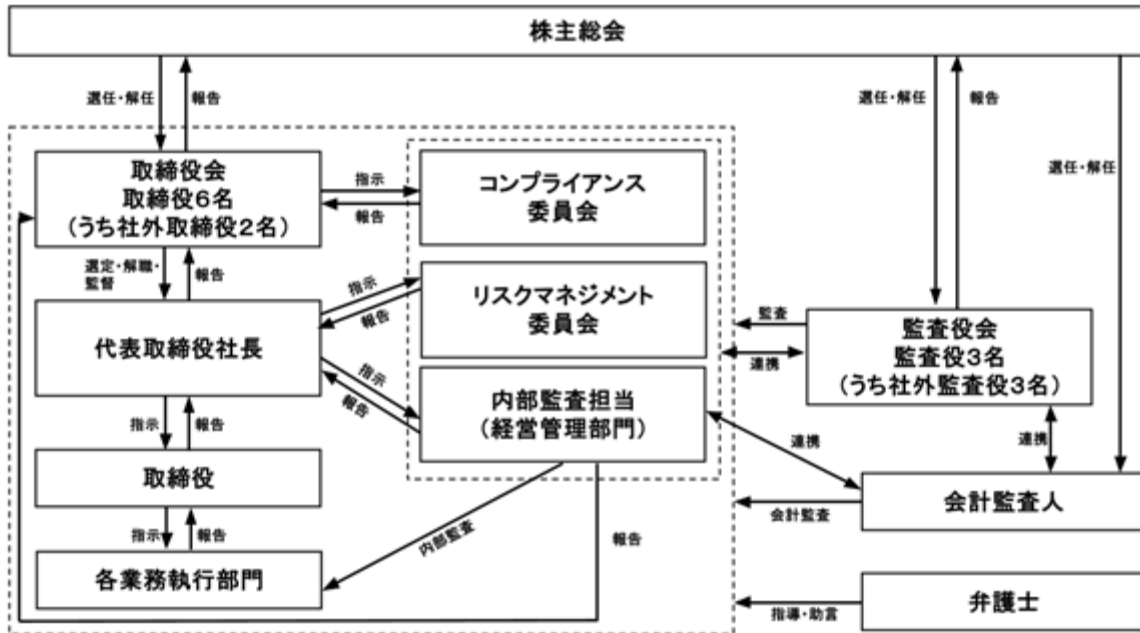 株主総会
選任・解任
報告
選任・解任
報告
選任・解任
取締役会
取締役6名
(うち社外取締役2名)
指示
報告
コンプライアンス
委員会
選定・解職・
監督
報告
指示
報告
リスクマネジメント
委員会
代表取締役社長
監査
連携
監査役会
監査役3名
(うち社外監査役3名)
指示
報告
内部監査担当
(経営管理部門)
指示
報告
連携
連携
取締役
会計監査人
会計監査
指示
報告
内部監査
報告
各業務執行部門
弁護士
指導・助言